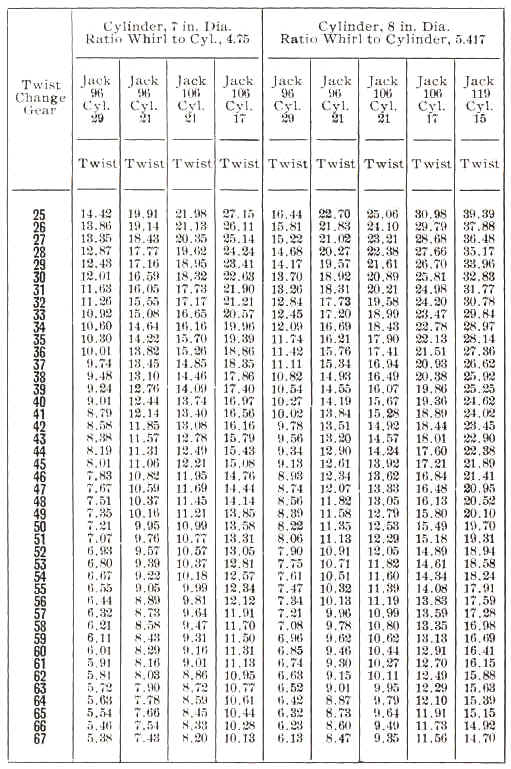 Cylinder, 7 in. Dia. Cylinder, 8 in. Dia.
Ratio Whirl to Cyl., 4.75 Ratio Whirl to Cylinder, 5.417
Twist Change Gear
Jack 96 Cyl. 29 Jack 96 Cyl. 21 Jack 106 Cyl. 21 Jack 106 Cyl. 17 Jack 96 Cyl. 29 Jack 96 Cyl. 21 Jack 106 Cyl. 21 Jack 106 Cyl. 17 Jack 119 Cyl. 15
Twist Twist Twist Twist Twist Twist Twist Twist Twist
25 14.42 19.91 21.98 27.15 16.44 22.70 25.06 30.98 39.39
26 13.86 19.14 21.13 26.11 15.81 21.83 24.10 29.79 37.88
27 13.35 18.43 20.35 25.14 15.22 21.02 23.21 28.68 36.48
28 12.87 17.77 19.62 24.24 14.68 20.27 22.38 27.66 35.17
29 12.43 17.16 18.95 23.41 14.17 19.57 21.61 26.70 33.96
30 12.01 16.59 18.32 22.63 13.70 18.92 20.89 25.81 32.83
31 11.63 16.05 17.73 21.90 13.26 18.31 20.21 24.98 31.77
32 11.26 15.55 17.17 21.21 12.84 17.73 19.58 24.20 30.78
33 10.92 15.08 16.65 20.57 12.45 17.20 18.99 23.47 29.84
34 10.60 14.64 16.16 19.96 12.09 16.69 18.43 22.78 28.97
35 10.30 14.22 15.70 19.39 11.74 16.21 17.90 22.13 28.14
36 10.01 13.82 15.26 18.86 11.42 15.76 17.41 21.51 27.36
37 9.74 13.45 14.85 18.35 11.11 15.34 16.94 20.93 26.62
38 9.48 13.10 14.46 17.86 10.82 14.93 16.49 20.38 25.92
39 9.24 12.76 14.09 17.40 10.54 14.55 16.07 19.86 25.25
40 9.01 12.44 13.74 16.97 10.27 14.19 15.67 19.36 24.62
41 8.79 12.14 13.40 16.56 10.02 13.84 15.28 18.89 24.02
42 8.58 11.85 13.08 16.16 9.78 13.51 14.92 18.44 23.45
43 8.38 11.57 12.78 15.79 9.56 13.20 14.57 18.01 22.90
44 8.19 11.31 12.49 15.43 9.34 12.90 14.24 17.60 22.38
45 8.01 11.06 12.21 15.08 9.13 12.61 13.92 17.21 21.89
46 7.83 10.82 11.95 14.76 8.93 12.34 13.62 16.84 21.41
47 7.67 10.59 11.69 14.44 8.74 12.07 13.33 16.48 20.95
48 7.51 10.37 11.45 14.14 8.56 11.82 13.05 16.13 20.52
49 7.35 10.16 11.21 13.85 8.39 11.58 12.79 15.80 20.10
50 7.21 9.95 10.99 13.58 8.22 11.35 12.53 15.49 19.70
51 7.07 9.76 10.77 13.31 8.06 11.13 12.29 15.18 19.31
52 6.93 9.57 10.57 13.05 7.90 10.91 12.05 14.89 18.94
53 6.80 9.39 10.37 12.81 7.75 10.71 11.82 14.61 18.58
54 6.67 9.22 10.18 12.57 7.61 10.51 11.60 14.34 18.24
55 6.55 9.05 9.99 12.34 7.47 10.32 11.39 14.08 17.91
56 6.44 8.89 9.81 12.12 7.34 10.13 11.19 13.83 17.59
57 6.32 8.73 9.64 11.91 7.21 9.96 10.99 13.59 17.28
58 6.21 8.58 9.47 11.70 7.08 9.78 10.80 13.35 16.98
59 6.11 8.43 9.31 11.50 6.96 9.62 10.62 13.13 16.69
60 6.01 8.29 9.16 11.31 6.85 9.46 10.44 12.91 16.41
61 5.91 8.16 9.01 11.13 6.74 9.30 10.27 12.70 16.15
62 5.81 8.03 8.86 10.95 6.63 9.15 10.11 12.49 15.88
63 5.72 7.90 8.72 10.77 6.52 9.01 9.95 12.29 15.63
64 5.63 7.78 8.59 10.61 6.42 8.87 9.79 12.10 15.39
65 5.54 7.66 8.45 10.44 6.32 8.73 9.64 11.91 15.15
66 5.46 7.54 8.33 10.28 6.23 8.60 9.49 11.73 14.92
67 5.38 7.43 8.20 10.13 6.13 8.47 9.35 11.56 14.70